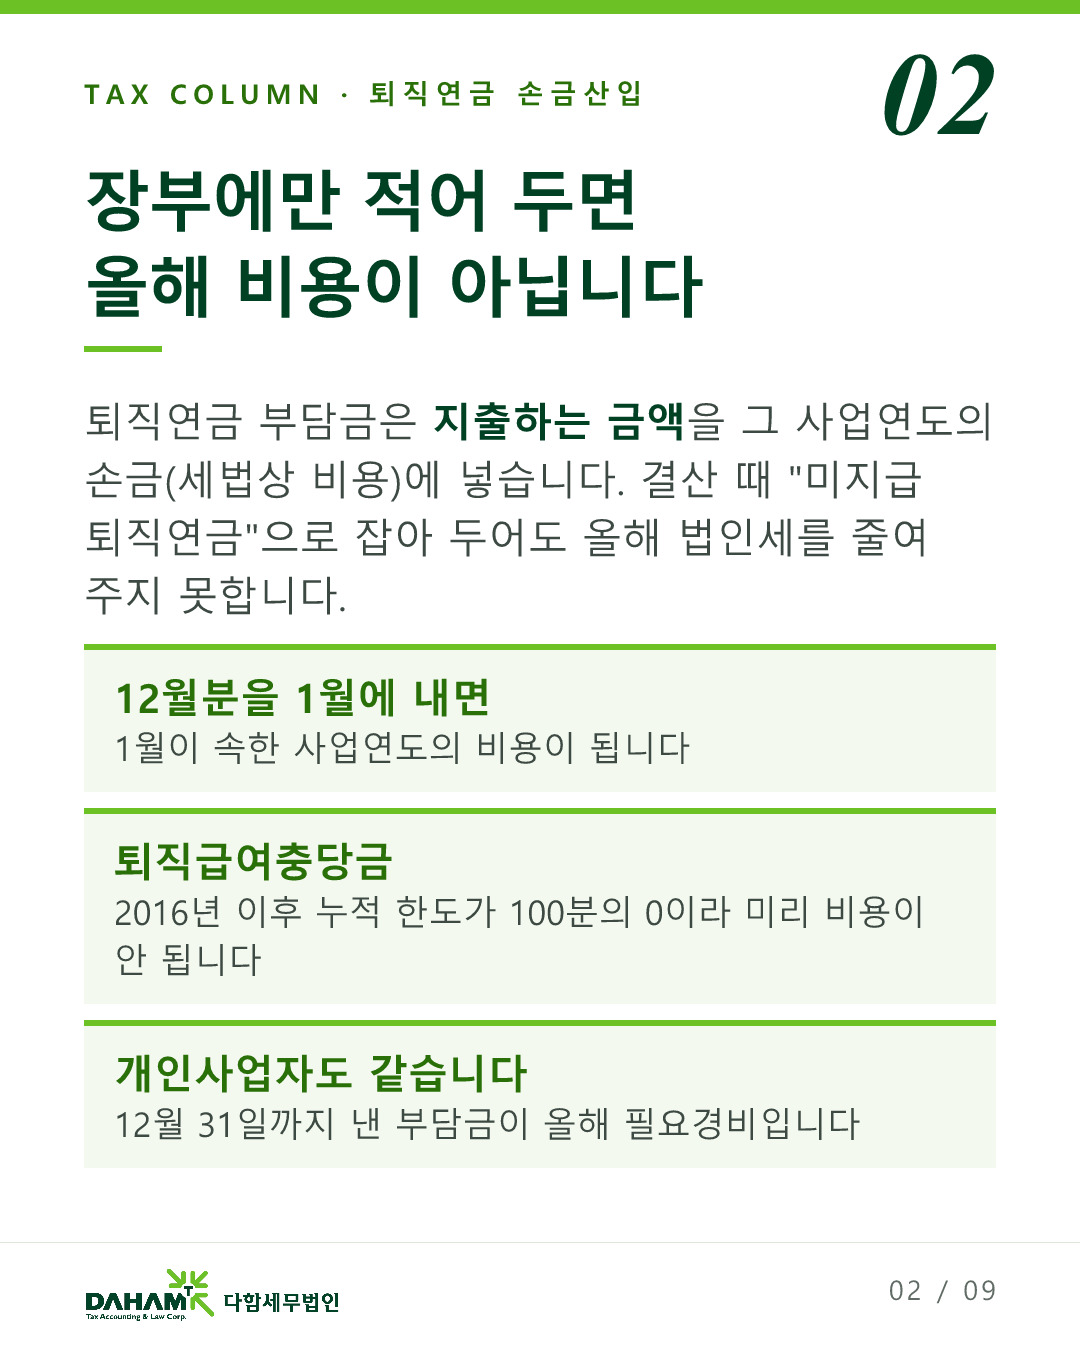 TAX COLUMN · 퇴직연금 손금산입
02
장부에만 적어 두면
올해 비용이 아닙니다
퇴직연금 부담금은 지출하는 금액을 그 사업연도의
손금(세법상 비용)에 넣습니다. 결산 때 "미지급
퇴직연금"으로 잡아 두어도 올해 법인세를 줄여
주지 못합니다.
12월분을 1월에 내면
1월이 속한 사업연도의 비용이 됩니다
퇴직급여충당금
2016년 이후 누적 한도가 100분의 0이라 미리 비용이
안 됩니다
개인사업자도 같습니다
12월 31일까지 낸 부담금이 올해 필요경비입니다
DAHAM
Tax Accounting & Law Corp.
다함세무법인
02 / 09